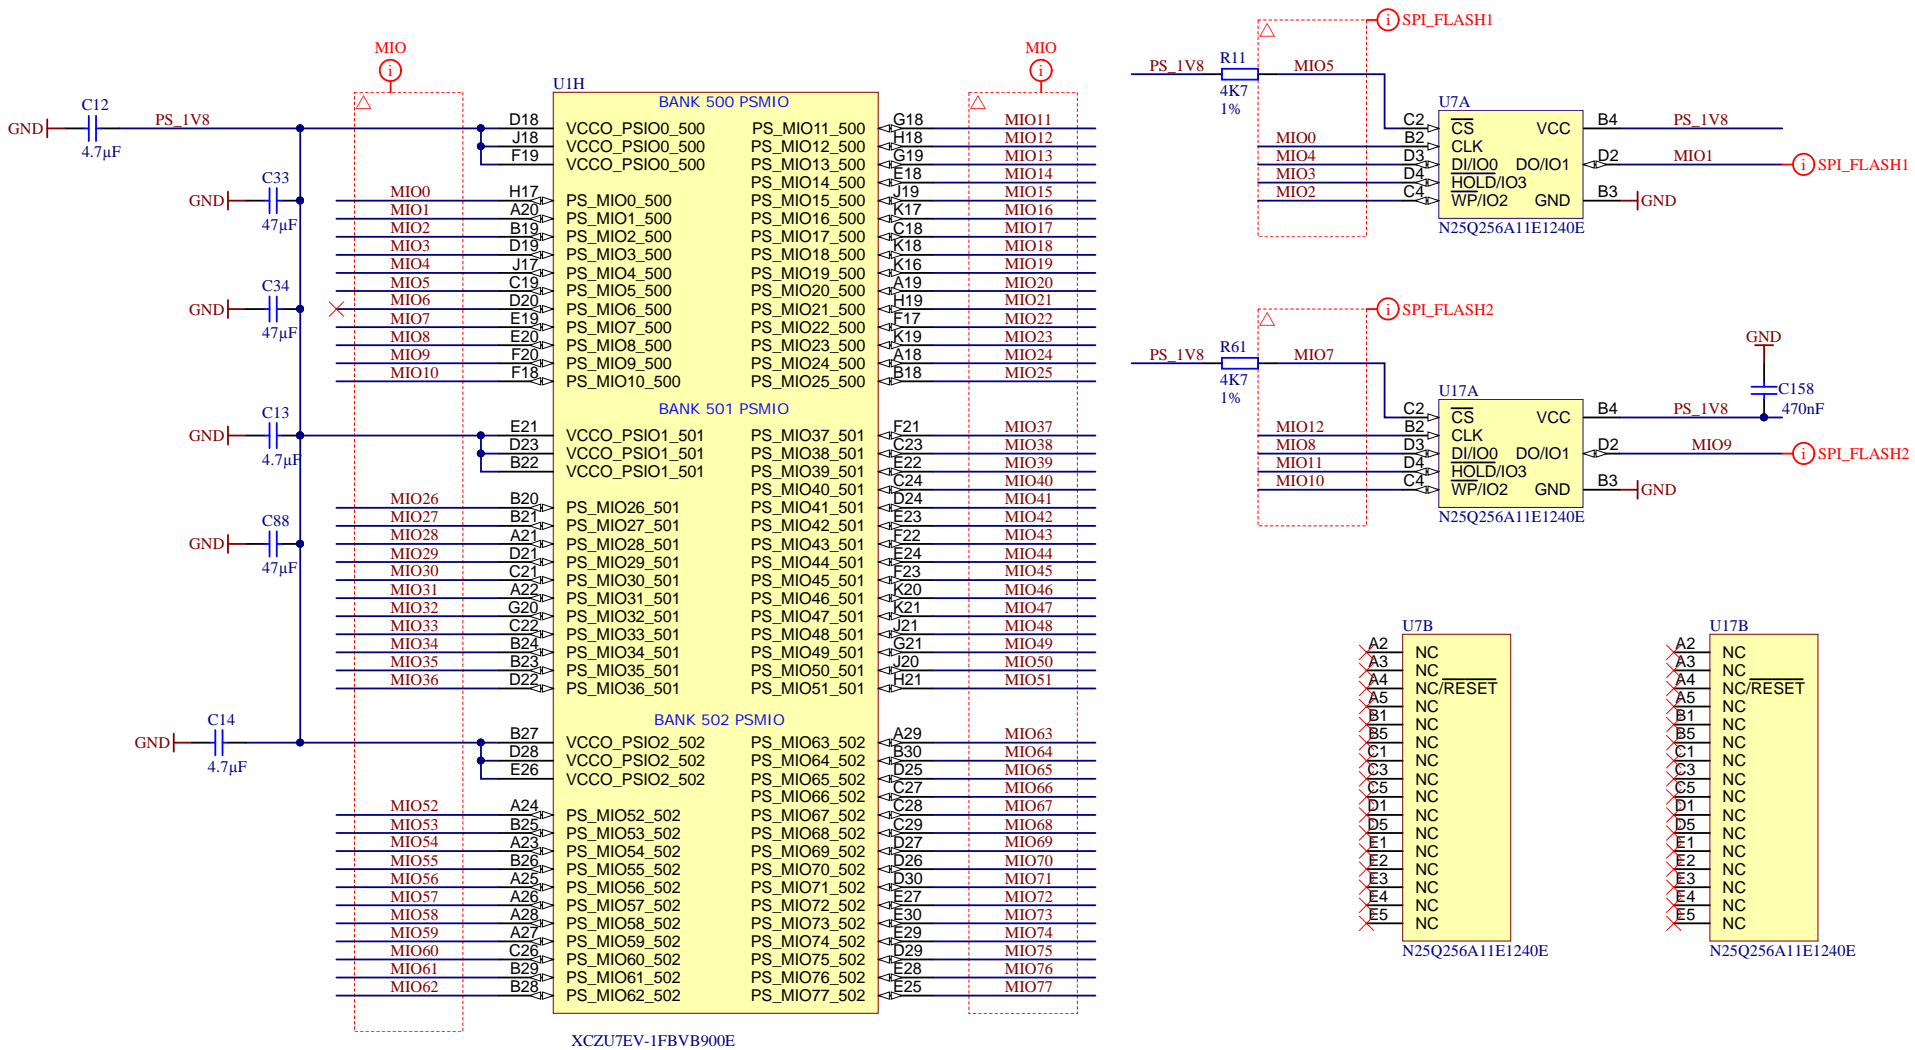 MIO
MIO
SPI_FLASH1
C12
GND
4.7µF
PS_1V8
C33
GND
47µF
C34
GND
47µF
C13
GND
4.7µF
C88
GND
47µF
C14
GND
4.7µF
U1H
BANK 500 PSMIO
D18 VCCO_PSIO0_500
J18 VCCO_PSIO0_500
F19 VCCO_PSIO0_500
MIO0 H17 PS_MIO0_500
MIO1 A20 PS_MIO1_500
MIO2 B19 PS_MIO2_500
MIO3 D19 PS_MIO3_500
MIO4 J17 PS_MIO4_500
MIO5 C19 PS_MIO5_500
MIO6 D20 PS_MIO6_500
MIO7 E19 PS_MIO7_500
MIO8 E20 PS_MIO8_500
MIO9 F20 PS_MIO9_500
MIO10 F18 PS_MIO10_500
PS_MIO11_500 G18 MIO11
PS_MIO12_500 H18 MIO12
PS_MIO13_500 G19 MIO13
PS_MIO14_500 E18 MIO14
PS_MIO15_500 J19 MIO15
PS_MIO16_500 K17 MIO16
PS_MIO17_500 C18 MIO17
PS_MIO18_500 K18 MIO18
PS_MIO19_500 K16 MIO19
PS_MIO20_500 A19 MIO20
PS_MIO21_500 H19 MIO21
PS_MIO22_500 F17 MIO22
PS_MIO23_500 K19 MIO23
PS_MIO24_500 A18 MIO24
PS_MIO25_500 B18 MIO25
BANK 501 PSMIO
E21 VCCO_PSIO1_501
D23 VCCO_PSIO1_501
B22 VCCO_PSIO1_501
MIO26 B20 PS_MIO26_501
MIO27 B21 PS_MIO27_501
MIO28 A21 PS_MIO28_501
MIO29 D21 PS_MIO29_501
MIO30 C21 PS_MIO30_501
MIO31 A22 PS_MIO31_501
MIO32 G20 PS_MIO32_501
MIO33 C22 PS_MIO33_501
MIO34 B24 PS_MIO34_501
MIO35 B23 PS_MIO35_501
MIO36 D22 PS_MIO36_501
PS_MIO37_501 F21 MIO37
PS_MIO38_501 C23 MIO38
PS_MIO39_501 E22 MIO39
PS_MIO40_501 C24 MIO40
PS_MIO41_501 D24 MIO41
PS_MIO42_501 E23 MIO42
PS_MIO43_501 F22 MIO43
PS_MIO44_501 E24 MIO44
PS_MIO45_501 F23 MIO45
PS_MIO46_501 K20 MIO46
PS_MIO47_501 K21 MIO47
PS_MIO48_501 J21 MIO48
PS_MIO49_501 G21 MIO49
PS_MIO50_501 J20 MIO50
PS_MIO51_501 H21 MIO51
BANK 502 PSMIO
B27 VCCO_PSIO2_502
D28 VCCO_PSIO2_502
E26 VCCO_PSIO2_502
MIO52 A24 PS_MIO52_502
MIO53 B25 PS_MIO53_502
MIO54 A23 PS_MIO54_502
MIO55 B26 PS_MIO55_502
MIO56 A25 PS_MIO56_502
MIO57 A26 PS_MIO57_502
MIO58 A28 PS_MIO58_502
MIO59 A27 PS_MIO59_502
MIO60 C26 PS_MIO60_502
MIO61 B29 PS_MIO61_502
MIO62 B28 PS_MIO62_502
PS_MIO63_502 A29 MIO63
PS_MIO64_502 B30 MIO64
PS_MIO65_502 D25 MIO65
PS_MIO66_502 C27 MIO66
PS_MIO67_502 C28 MIO67
PS_MIO68_502 C29 MIO68
PS_MIO69_502 D27 MIO69
PS_MIO70_502 D26 MIO70
PS_MIO71_502 D30 MIO71
PS_MIO72_502 E27 MIO72
PS_MIO73_502 E30 MIO73
PS_MIO74_502 E29 MIO74
PS_MIO75_502 D29 MIO75
PS_MIO76_502 E28 MIO76
PS_MIO77_502 E25 MIO77
XCZU7EV-1FBVB900E
PS_1V8 R11 MIO5
4K7
1%
U7A
C2 CS VCC B4 PS_1V8
MIO0 B2 CLK
MIO4 D3 DI/IO0 DO/IO1 D2 MIO1 SPI_FLASH1
MIO3 D4 HOLD/IO3
MIO2 C4 WP/IO2 GND B3 GND
N25Q256A11E1240E
SPI_FLASH2
PS_1V8 R61 MIO7
4K7
1%
GND
C158
470nF
U17A
C2 CS VCC B4 PS_1V8
MIO12 B2 CLK
MIO8 D3 DI/IO0 DO/IO1 D2 MIO9 SPI_FLASH2
MIO11 D4 HOLD/IO3
MIO10 C4 WP/IO2 GND B3 GND
N25Q256A11E1240E
U7B
A2 NC
A3 NC
A4 NC/RESET
A5 NC
B1 NC
B5 NC
C1 NC
C3 NC
C5 NC
D1 NC
D5 NC
E1 NC
E2 NC
E3 NC
E4 NC
E5 NC
N25Q256A11E1240E
U17B
A2 NC
A3 NC
A4 NC/RESET
A5 NC
B1 NC
B5 NC
C1 NC
C3 NC
C5 NC
D1 NC
D5 NC
E1 NC
E2 NC
E3 NC
E4 NC
E5 NC
N25Q256A11E1240E